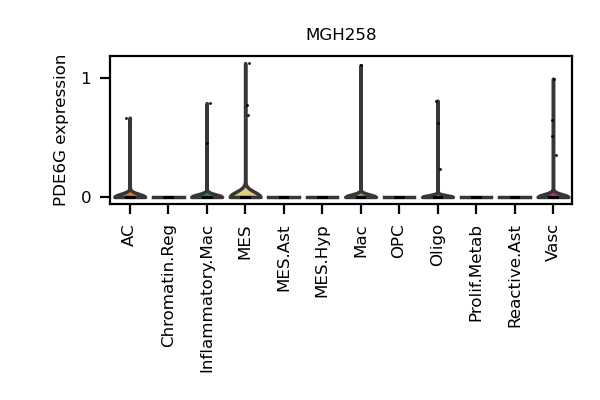 MGH258
PDE6G expression
1
0
AC
Chromatin.Reg
Inflammatory.Mac
MES
MES.Ast
MES.Hyp
Mac
OPC
Oligo
Prolif.Metab
Reactive.Ast
Vasc